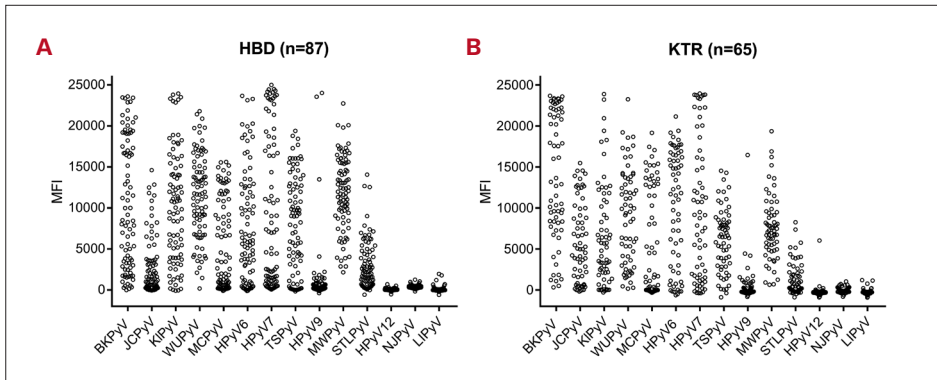 A
HBD (n=87)
MFI
25000
20000
15000
10000
5000
0
BKPyV
JCPyV
KIPyV
WUPyV
MCPyV
HPyV6
HPyV7
TSPyV
HPyV9
MWPyV
STLPyV
HPyV12
NJPyV
LIPyV
B
KTR (n=65)
MFI
25000
20000
15000
10000
5000
0
BKPyV
JCPyV
KIPyV
WUPyV
MCPyV
HPyV6
HPyV7
TSPyV
HPyV9
MWPyV
STLPyV
HPyV12
NJPyV
LIPyV